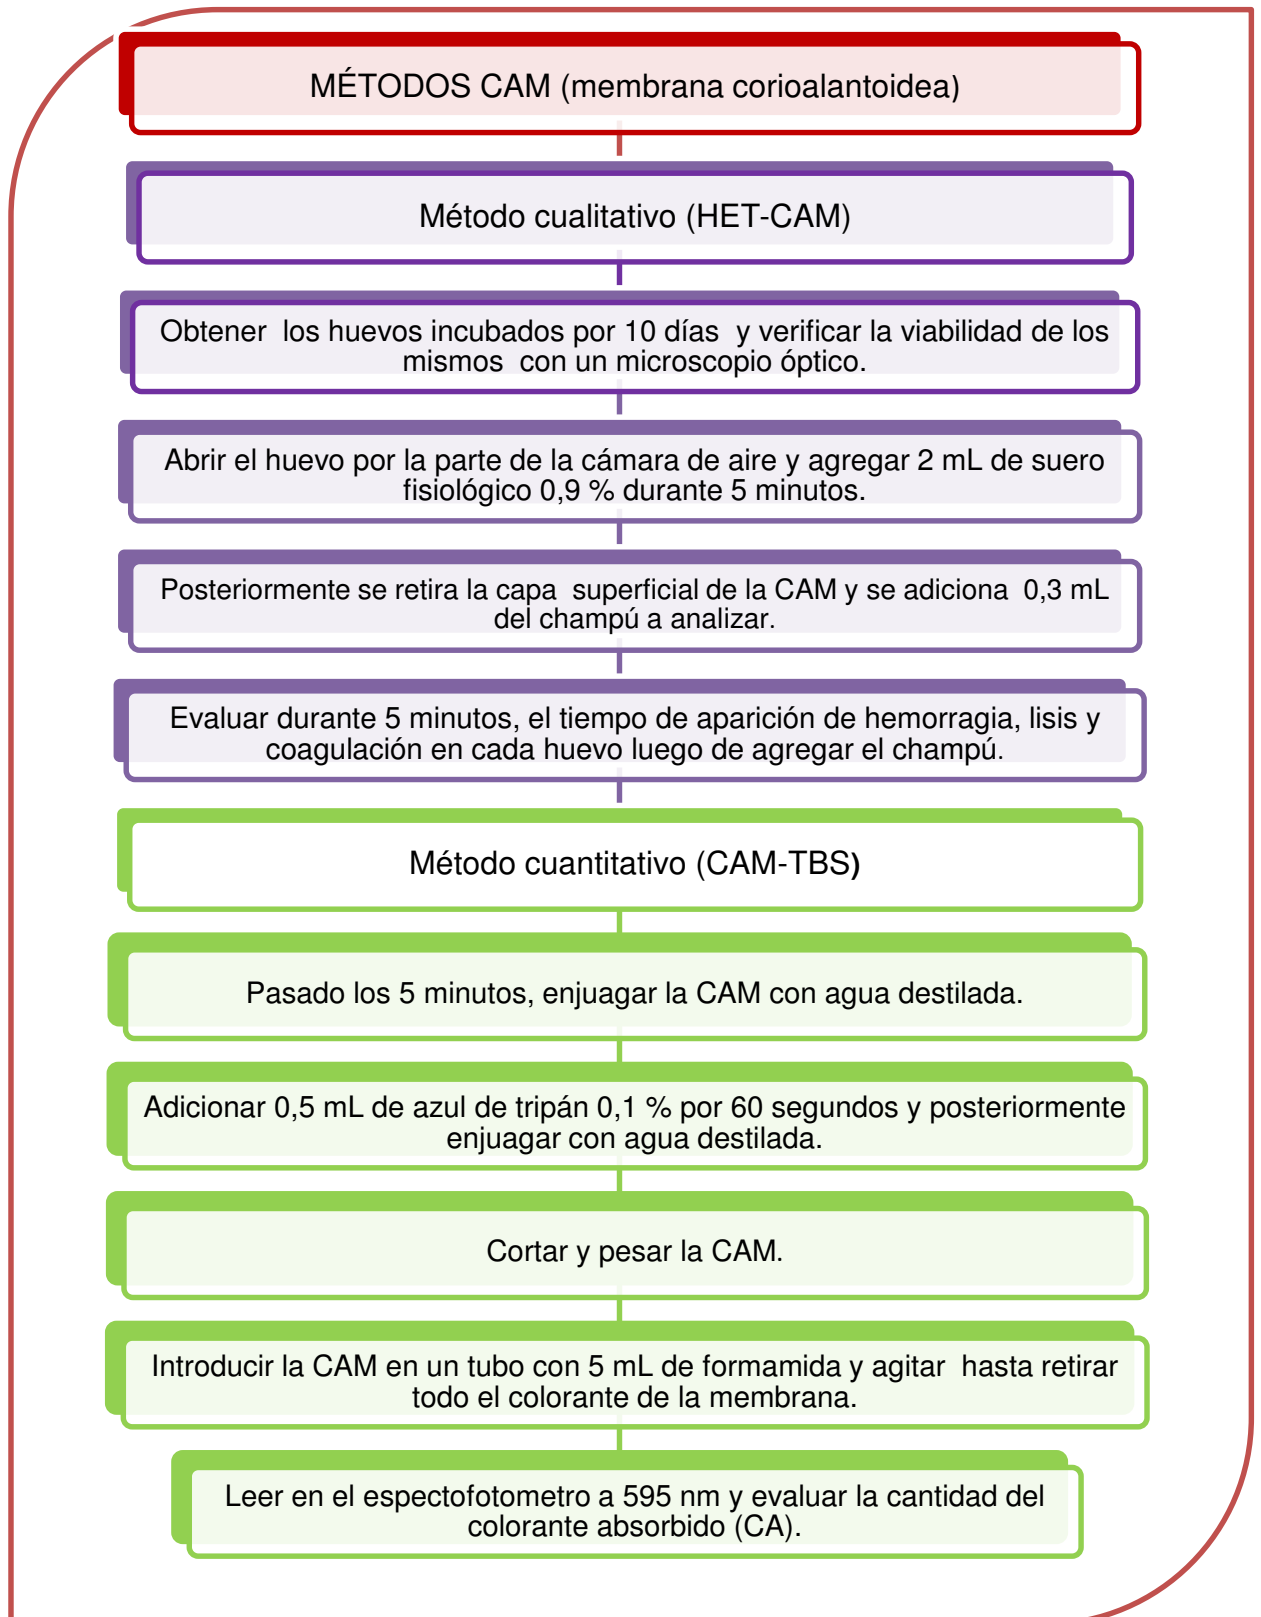 MÉTODOS CAM (membrana corioalantoidea)
Método cualitativo (HET-CAM)
Obtener los huevos incubados por 10 días y verificar la viabilidad de los
mismos con un microscopio óptico.
Abrir el huevo por la parte de la cámara de aire y agregar 2 mL de suero
fisiológico 0,9 % durante 5 minutos.
Posteriormente se retira la capa superficial de la CAM y se adiciona 0,3 mL
del champú a analizar.
Evaluar durante 5 minutos, el tiempo de aparición de hemorragia, lisis y
coagulación en cada huevo luego de agregar el champú.
Método cuantitativo (CAM-TBS)
Pasado los 5 minutos, enjuagar la CAM con agua destilada.
Adicionar 0,5 mL de azul de tripán 0,1 % por 60 segundos y posteriormente
enjuagar con agua destilada.
Cortar y pesar la CAM.
Introducir la CAM en un tubo con 5 mL de formamida y agitar hasta retirar
todo el colorante de la membrana.
Leer en el espectofotometro a 595 nm y evaluar la cantidad del
colorante absorbido (CA).